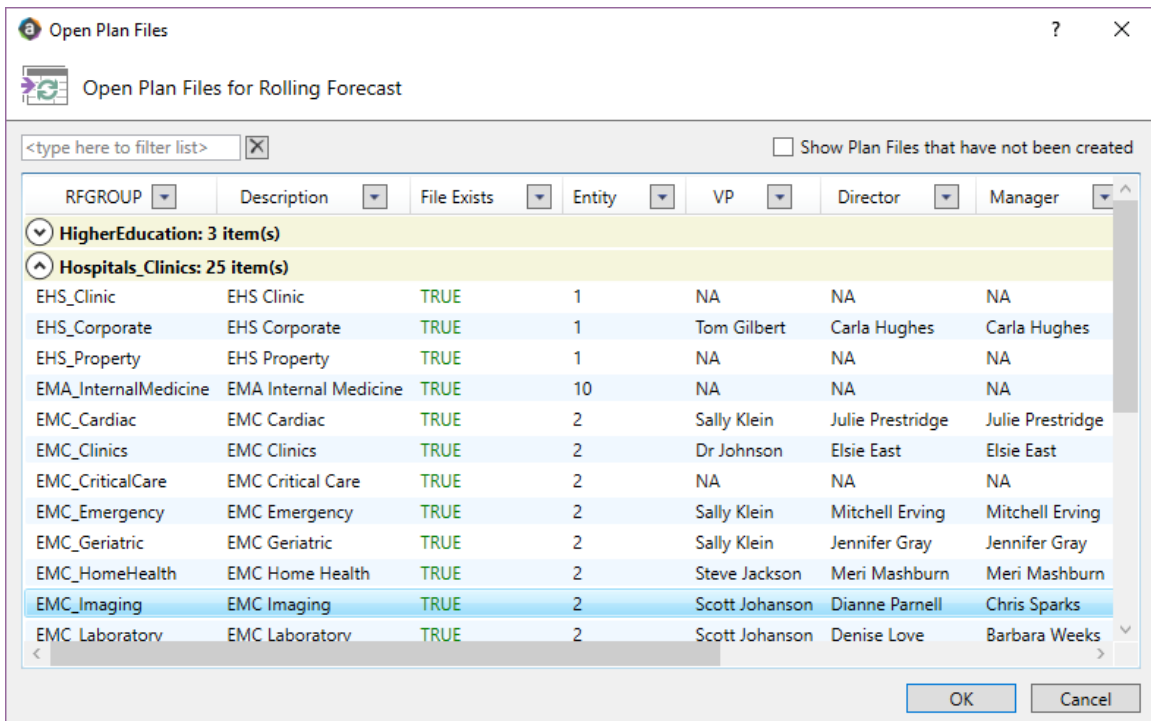 Open Plan Files ?
Open Plan Files for Rolling Forecast
<type here to filter list> Show Plan Files that have not been created
RFGROUP Description File Exists Entity VP Director Manager
HigherEducation: 3 item(s)
Hospitals_Clinics: 25 item(s)
EHS_Clinic EHS Clinic TRUE 1 NA NA NA
EHS_Corporate EHS Corporate TRUE 1 Tom Gilbert Carla Hughes Carla Hughes
EHS_Property EHS Property TRUE 1 NA NA NA
EMA_InternalMedicine EMA Internal Medicine TRUE 10 NA NA NA
EMC_Cardiac EMC Cardiac TRUE 2 Sally Klein Julie Prestridge Julie Prestridge
EMC_Clinics EMC Clinics TRUE 2 Dr Johnson Elsie East Elsie East
EMC_CriticalCare EMC Critical Care TRUE 2 NA NA NA
EMC_Emergency EMC Emergency TRUE 2 Sally Klein Mitchell Erving Mitchell Erving
EMC_Geriatric EMC Geriatric TRUE 2 Sally Klein Jennifer Gray Jennifer Gray
EMC_HomeHealth EMC Home Health TRUE 2 Steve Jackson Meri Mashburn Meri Mashburn
EMC_Imaging EMC Imaging TRUE 2 Scott Johanson Dianne Parnell Chris Sparks
EMC_Laboratory EMC Laboratory TRUE 2 Scott Johanson Denise Love Barbara Weeks
OK Cancel